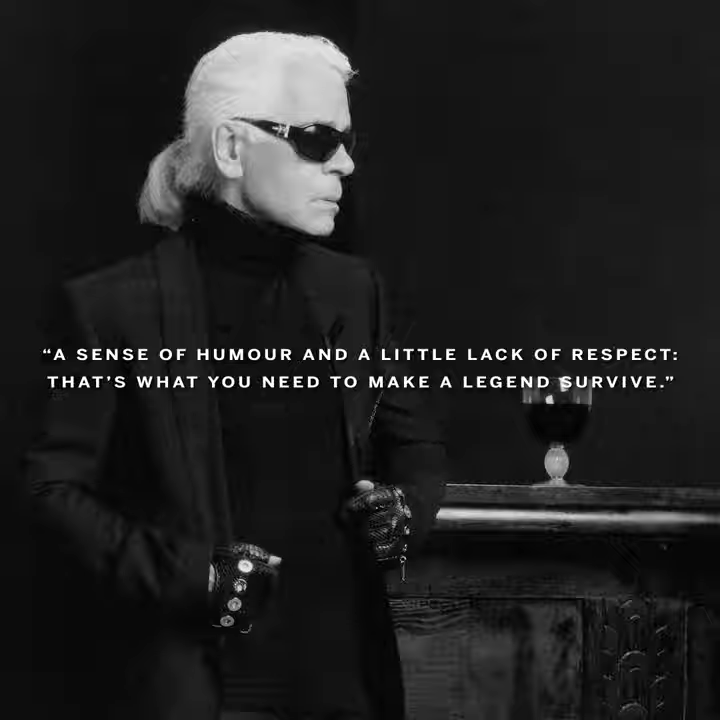 “A SENSE OF HUMOUR AND A LITTLE LACK OF RESPECT:
THAT’S WHAT YOU NEED TO MAKE A LEGEND SURVIVE.”